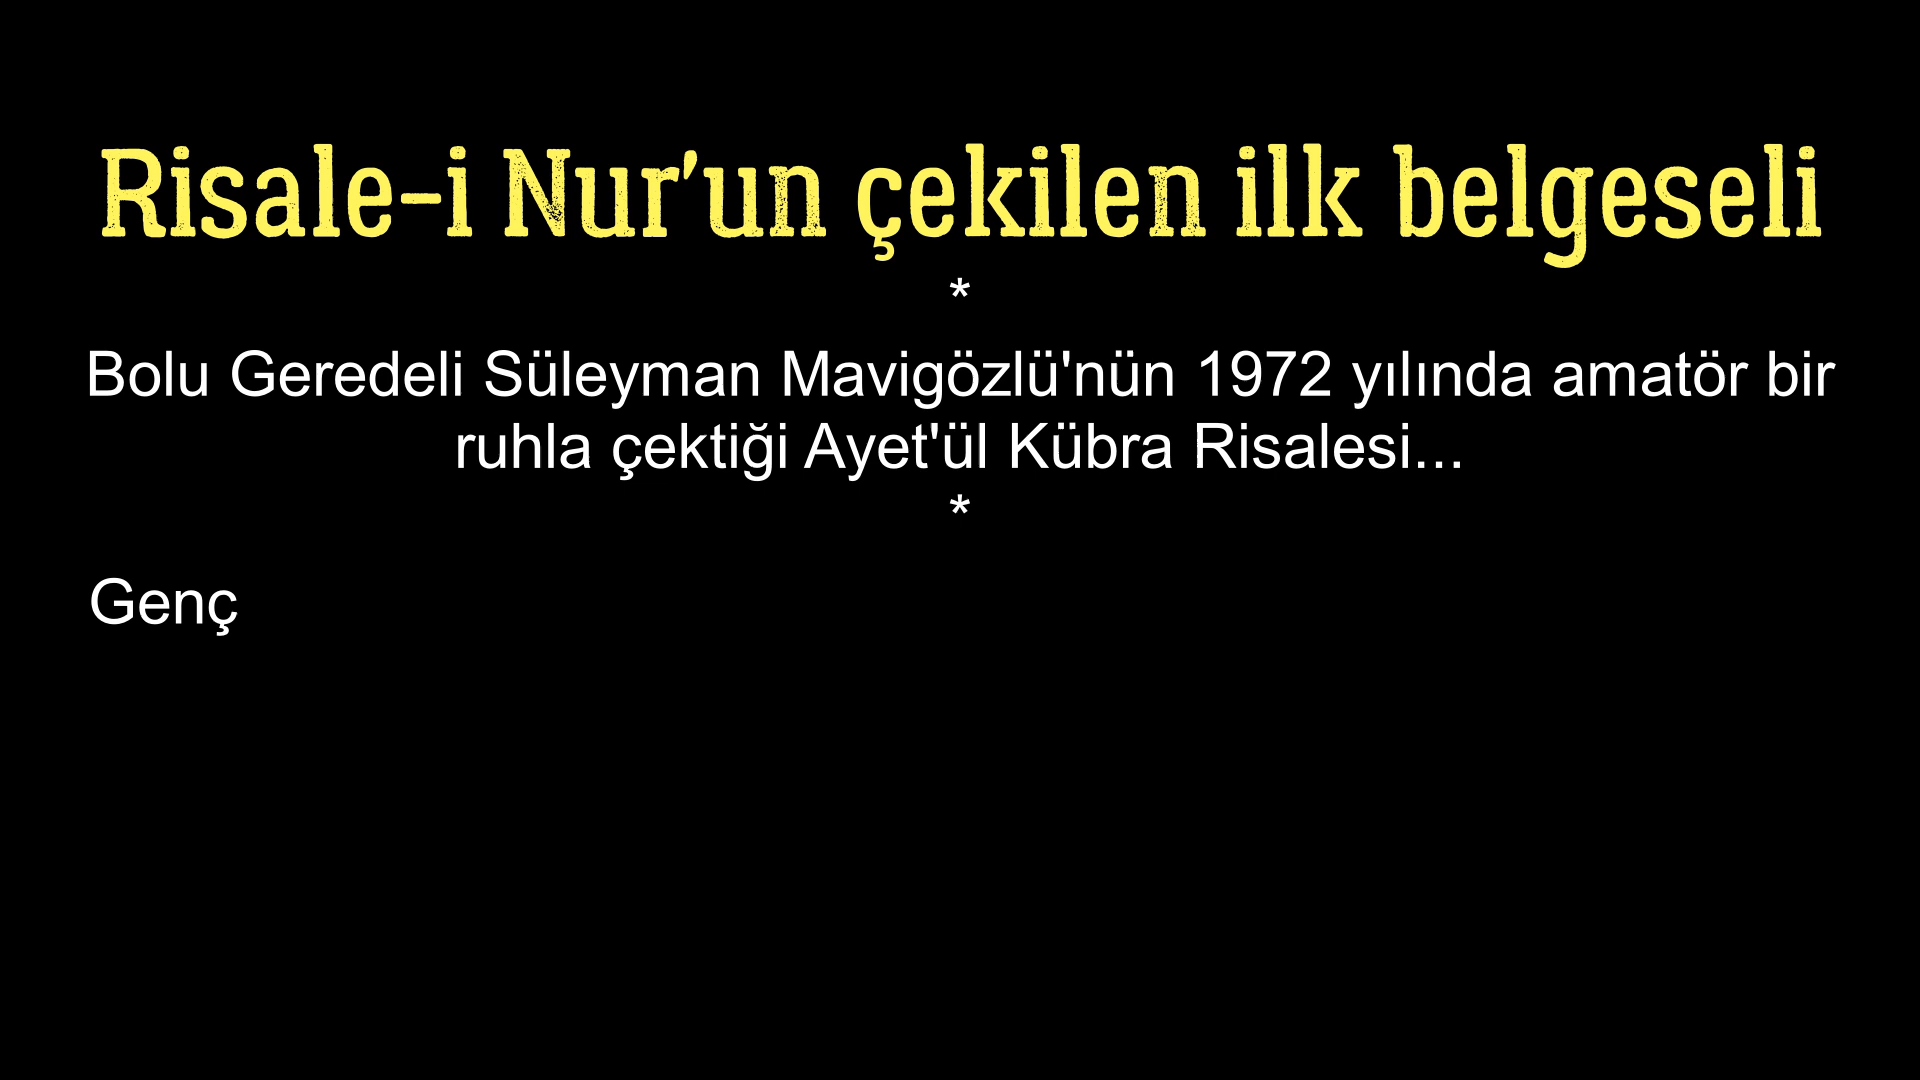 Risale-i Nur'un çekilen ilk belgeseli
*
Bolu Geredeli Süleyman Mavigözlü'nün 1972 yılında amatör bir
ruhla çektiği Ayet'ül Kübra Risalesi...
*
Genç